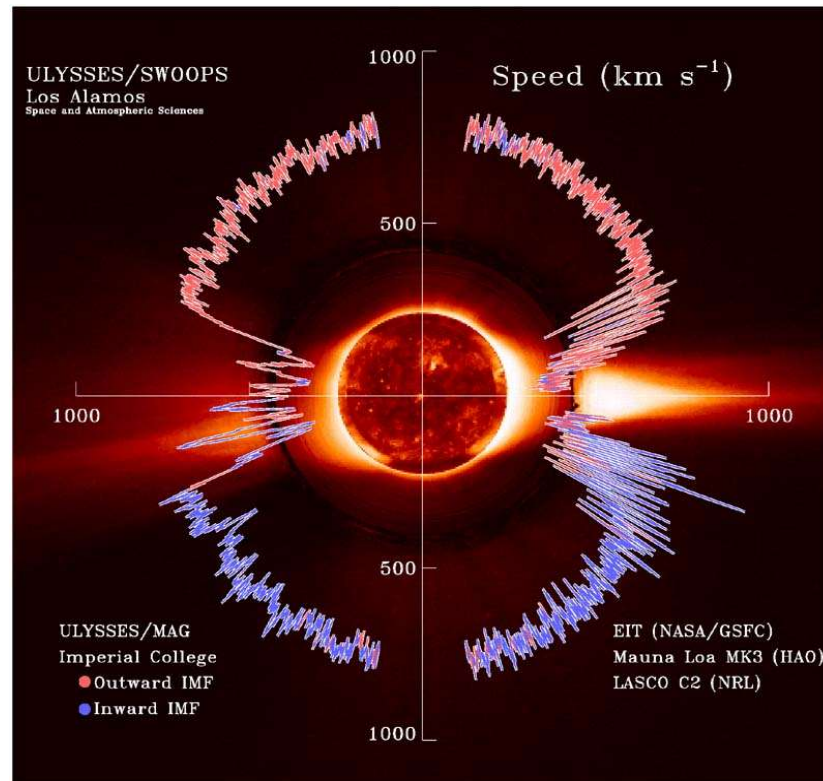 ULYSSES/SWOOPS
Los Alamos
Space and Atmospheric Sciences
1000
Speed (km s⁻¹)
500
1000
1000
500
ULYSSES/MAG
Imperial College
Outward IMF
Inward IMF
EIT (NASA/GSFC)
Mauna Loa MK3 (HAO)
LASCO C2 (NRL)
1000